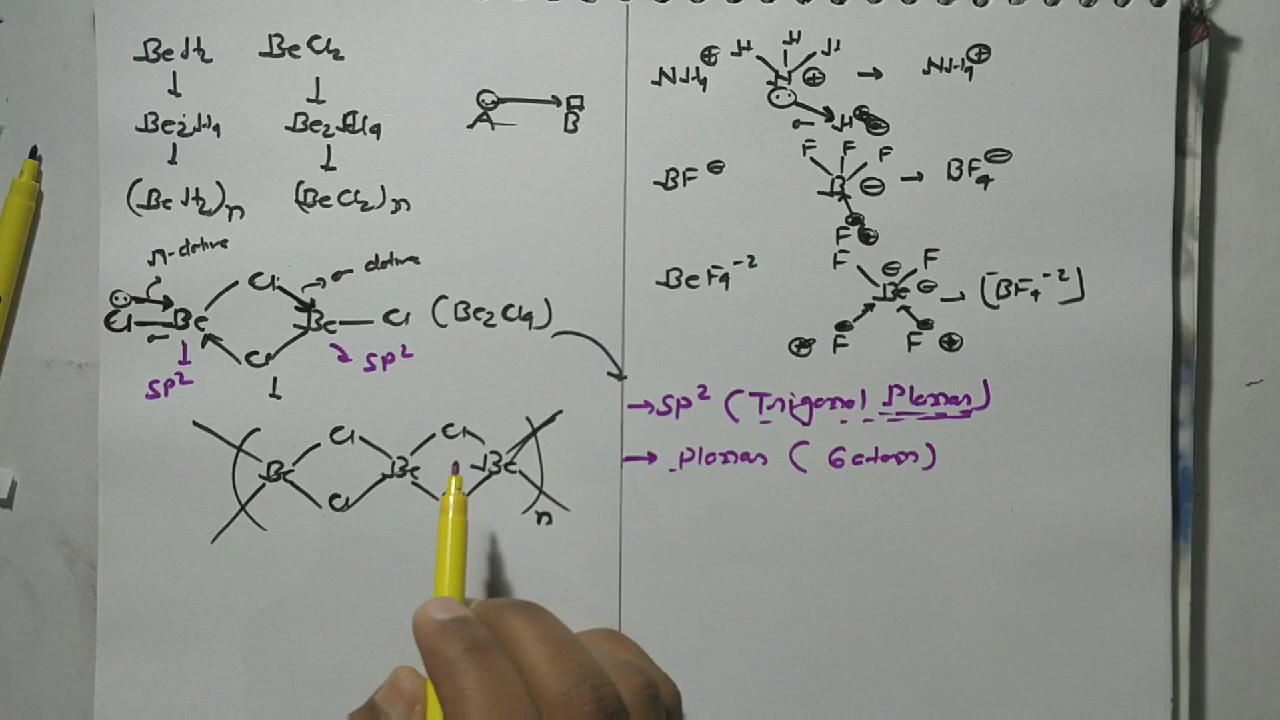 BeH2 BeCl2
↓ ↓
Be2H4 Be2Cl4
↓ ↓
(BeH2)n (BeCl2)n
A → B
π-dative
σ dative
Cl Be Cl Be Cl (Be2Cl4)
σ
Cl
SP2 SP2
Cl Cl
Be Be Be
Cl
n
NH4⊕ H H H
N ⊕ → NH4⊕
σ H
F F F
BF⊖ B ⊖ → BF4⊖
F ⊕
F ⊖ F
BeF4-2 Be ⊖ → [BF4-2]
⊕ F F ⊕
→ SP2 (Trigonal Planar)
→ Planar (6 atoms)